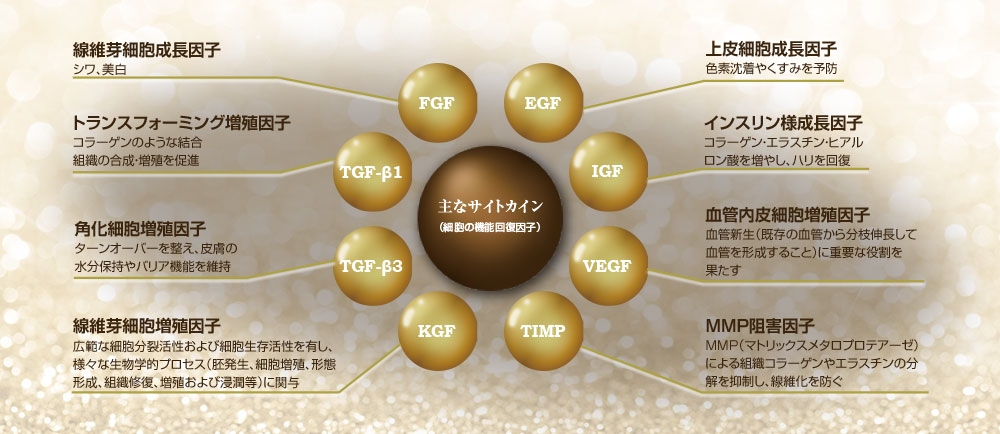 線維芽細胞成長因子
シワ、美白
トランスフォーミング増殖因子
コラーゲンのような結合
組織の合成・増殖を促進
角化細胞増殖因子
ターンオーバーを整え、皮膚の
水分保持やバリア機能を維持
線維芽細胞増殖因子
広範な細胞分裂活性および細胞生存活性を有し、
様々な生物学的プロセス（胚発生、細胞増殖、形態
形成、組織修復、増殖および浸潤等）に関与
FGF
EGF
TGF-β1
IGF
主なサイトカイン
（細胞の機能回復因子）
TGF-β3
VEGF
KGF
TIMP
上皮細胞成長因子
色素沈着やくすみを予防
インスリン様成長因子
コラーゲン・エラスチン・ヒアル
ロン酸を増やし、ハリを回復
血管内皮細胞増殖因子
血管新生（既存の血管から分枝伸長して
血管を形成すること）に重要な役割を
果たす
MMP阻害因子
MMP（マトリックスメタロプロテアーゼ）
による組織コラーゲンやエラスチンの分
解を抑制し、線維化を防ぐ